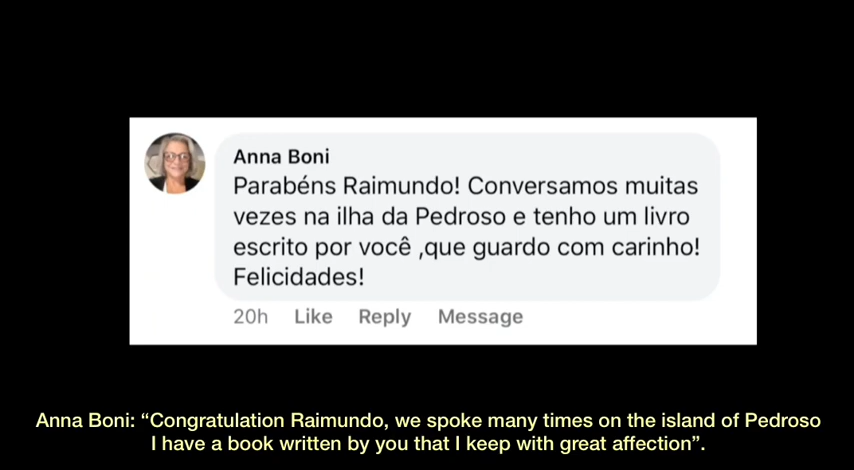 Anna Boni
Parabéns Raimundo! Conversamos muitas
vezes na ilha da Pedroso e tenho um livro
escrito por você ,que guardo com carinho!
Felicidades!
20h Like Reply Message
Anna Boni: “Congratulation Raimundo, we spoke many times on the island of Pedroso
I have a book written by you that I keep with great affection”.